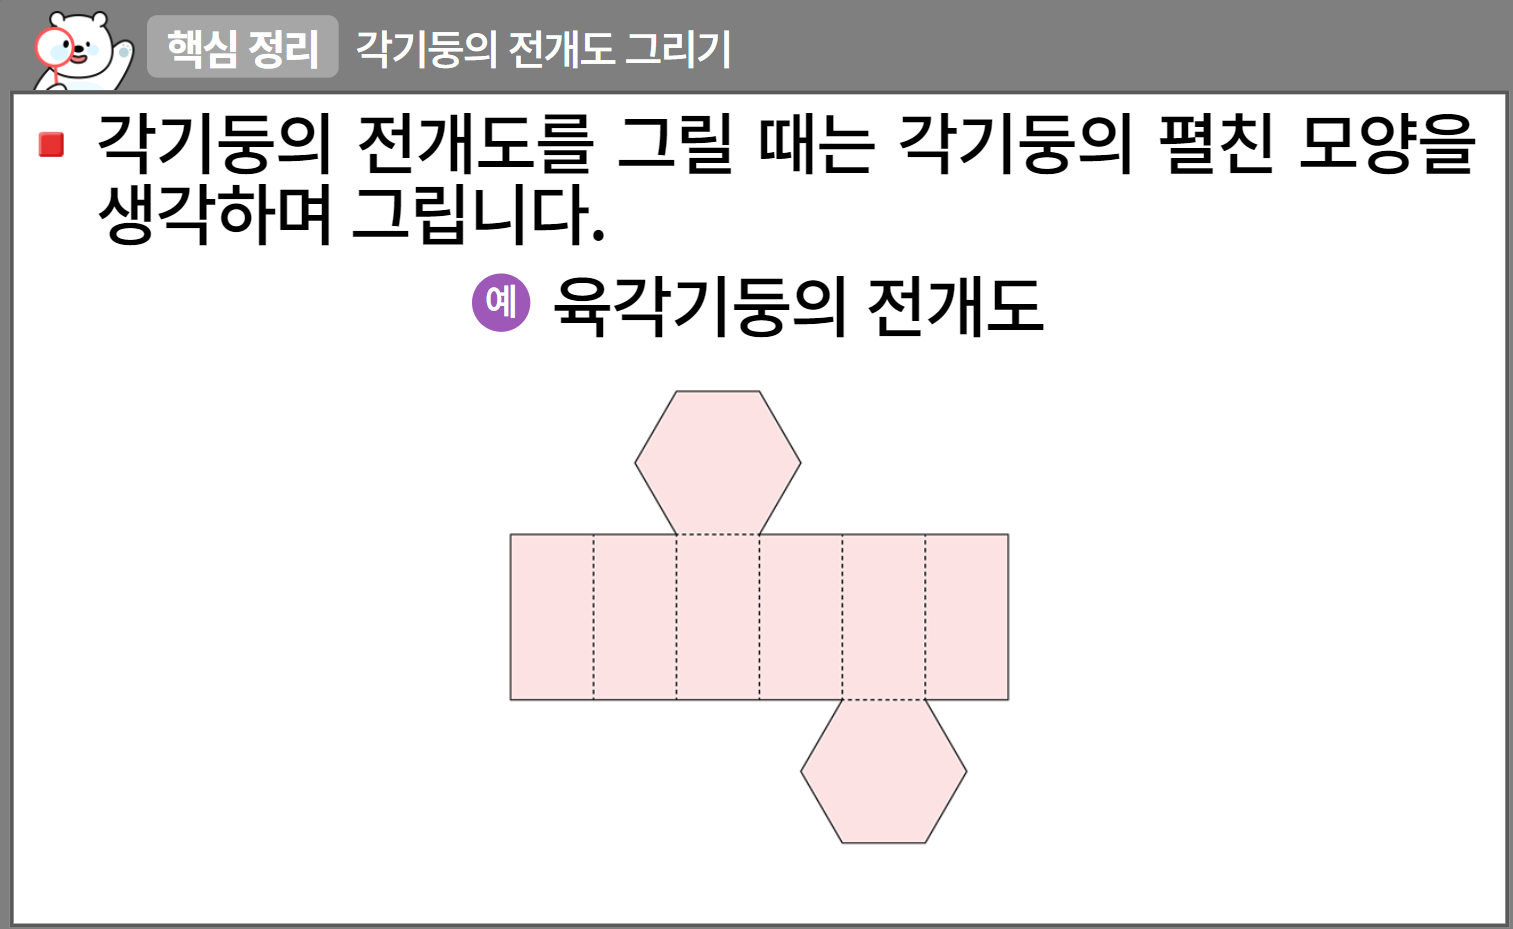 핵심 정리 각기둥의 전개도 그리기
각기둥의 전개도를 그릴 때는 각기둥의 펼친 모양을
생각하며 그립니다.
예 육각기둥의 전개도